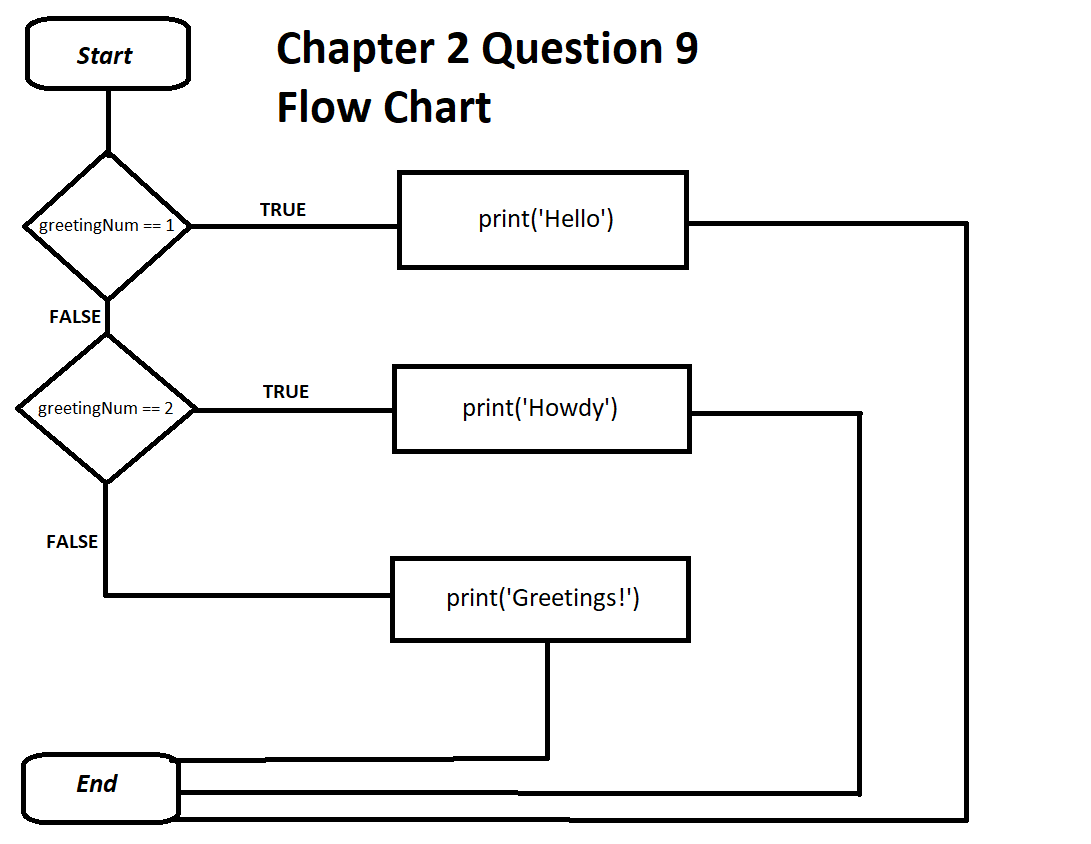 Start
Chapter 2 Question 9
Flow Chart
greetingNum == 1
TRUE
print('Hello')
FALSE
greetingNum == 2
TRUE
print('Howdy')
FALSE
print('Greetings!')
End